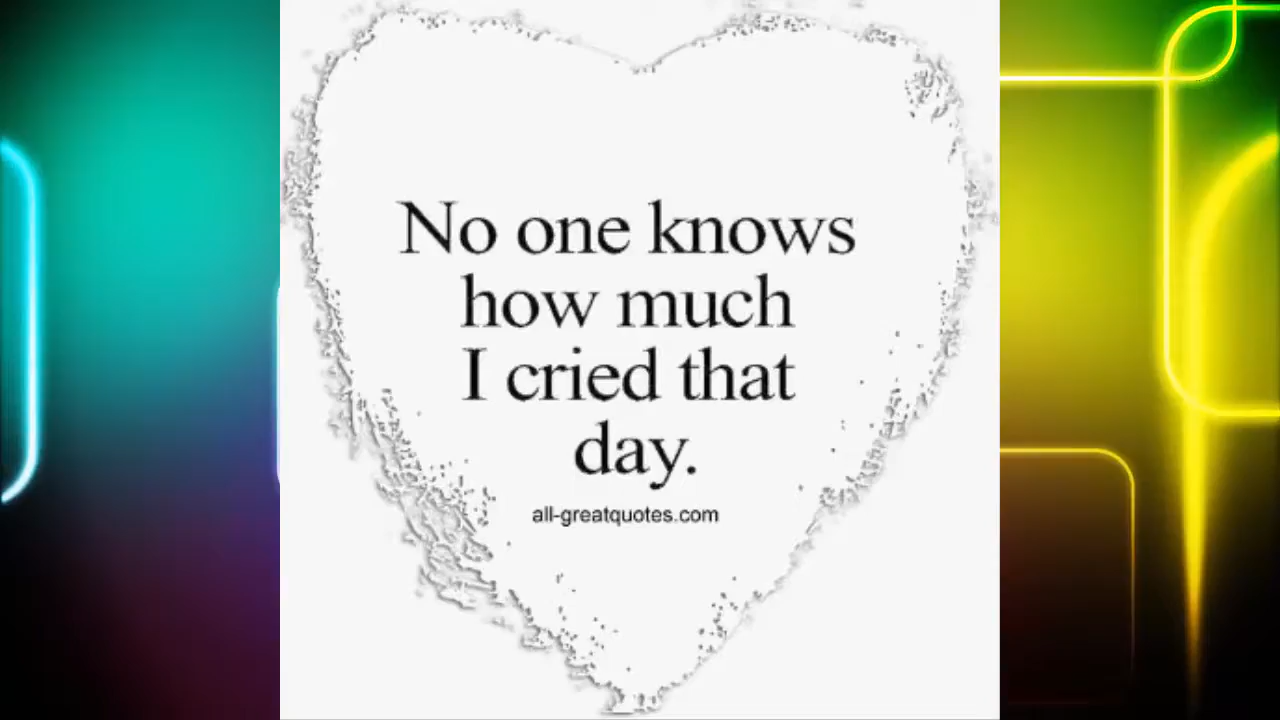 No one knows
how much
I cried that
day.
all-greatquotes.com